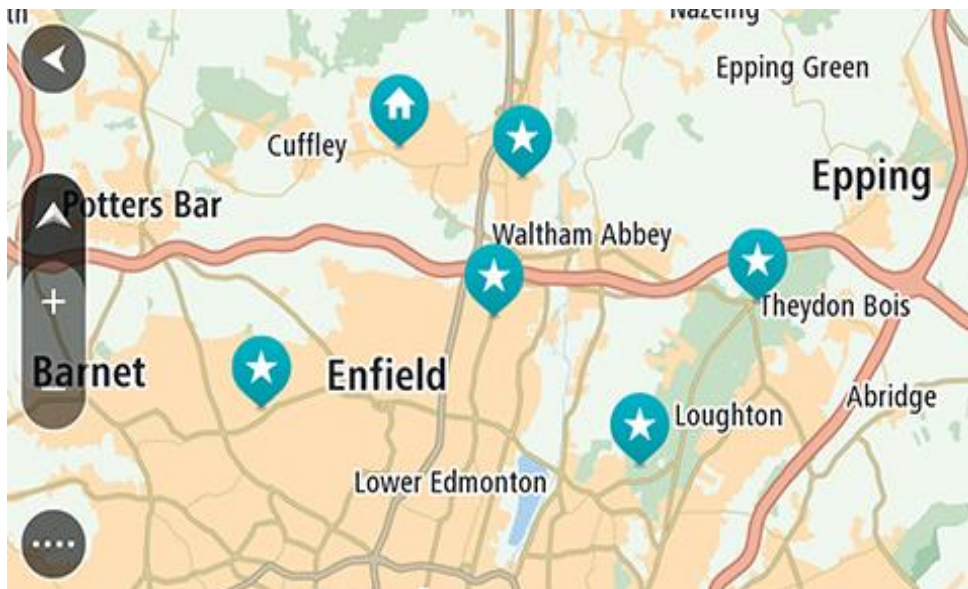 Nazeing
Epping Green
Cuffley
Epping
Potters Bar
Waltham Abbey
Theydon Bois
Barnet
Enfield
Abridge
Loughton
Lower Edmonton